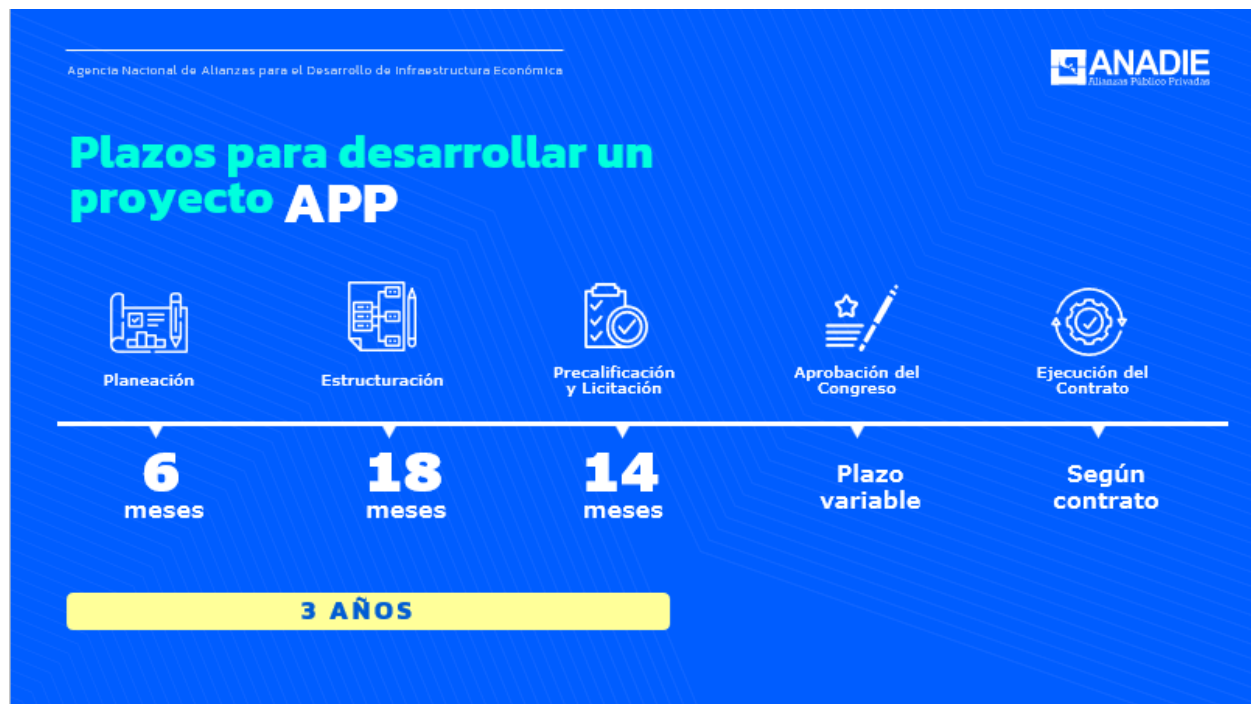 Agencia Nacional de Alianzas para el Desarrollo de Infraestructura Económica
ANADIE
Alianzas Público Privadas
Plazos para desarrollar un
proyecto APP
Planeación
Estructuración
Precalificación
y Licitación
Aprobación del
Congreso
Ejecución del
Contrato
6
meses
18
meses
14
meses
Plazo
variable
Según
contrato
3 AÑOS